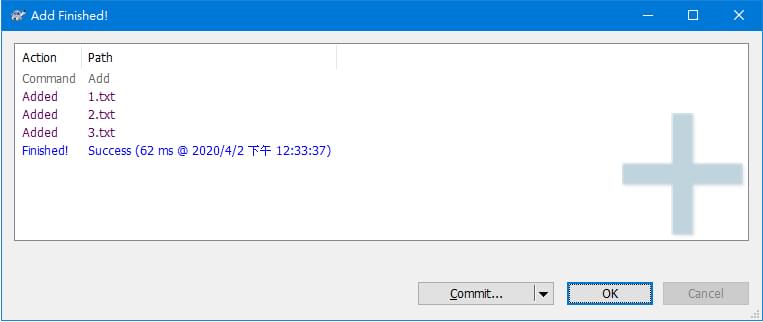 Add Finished!
Action Path
Command Add
Added 1.txt
Added 2.txt
Added 3.txt
Finished! Success (62 ms @ 2020/4/2 下午 12:33:37)
Commit... OK Cancel